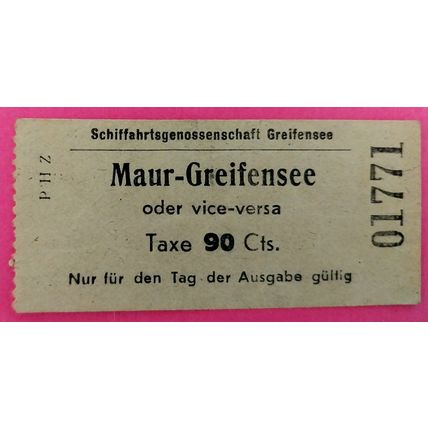 Schiffahrtsgenossenschaft Greifensee
Maur-Greifensee
oder vice-versa
Taxe 90 Cts.
Nur für den Tag der Ausgabe gültig
PHZ
01771